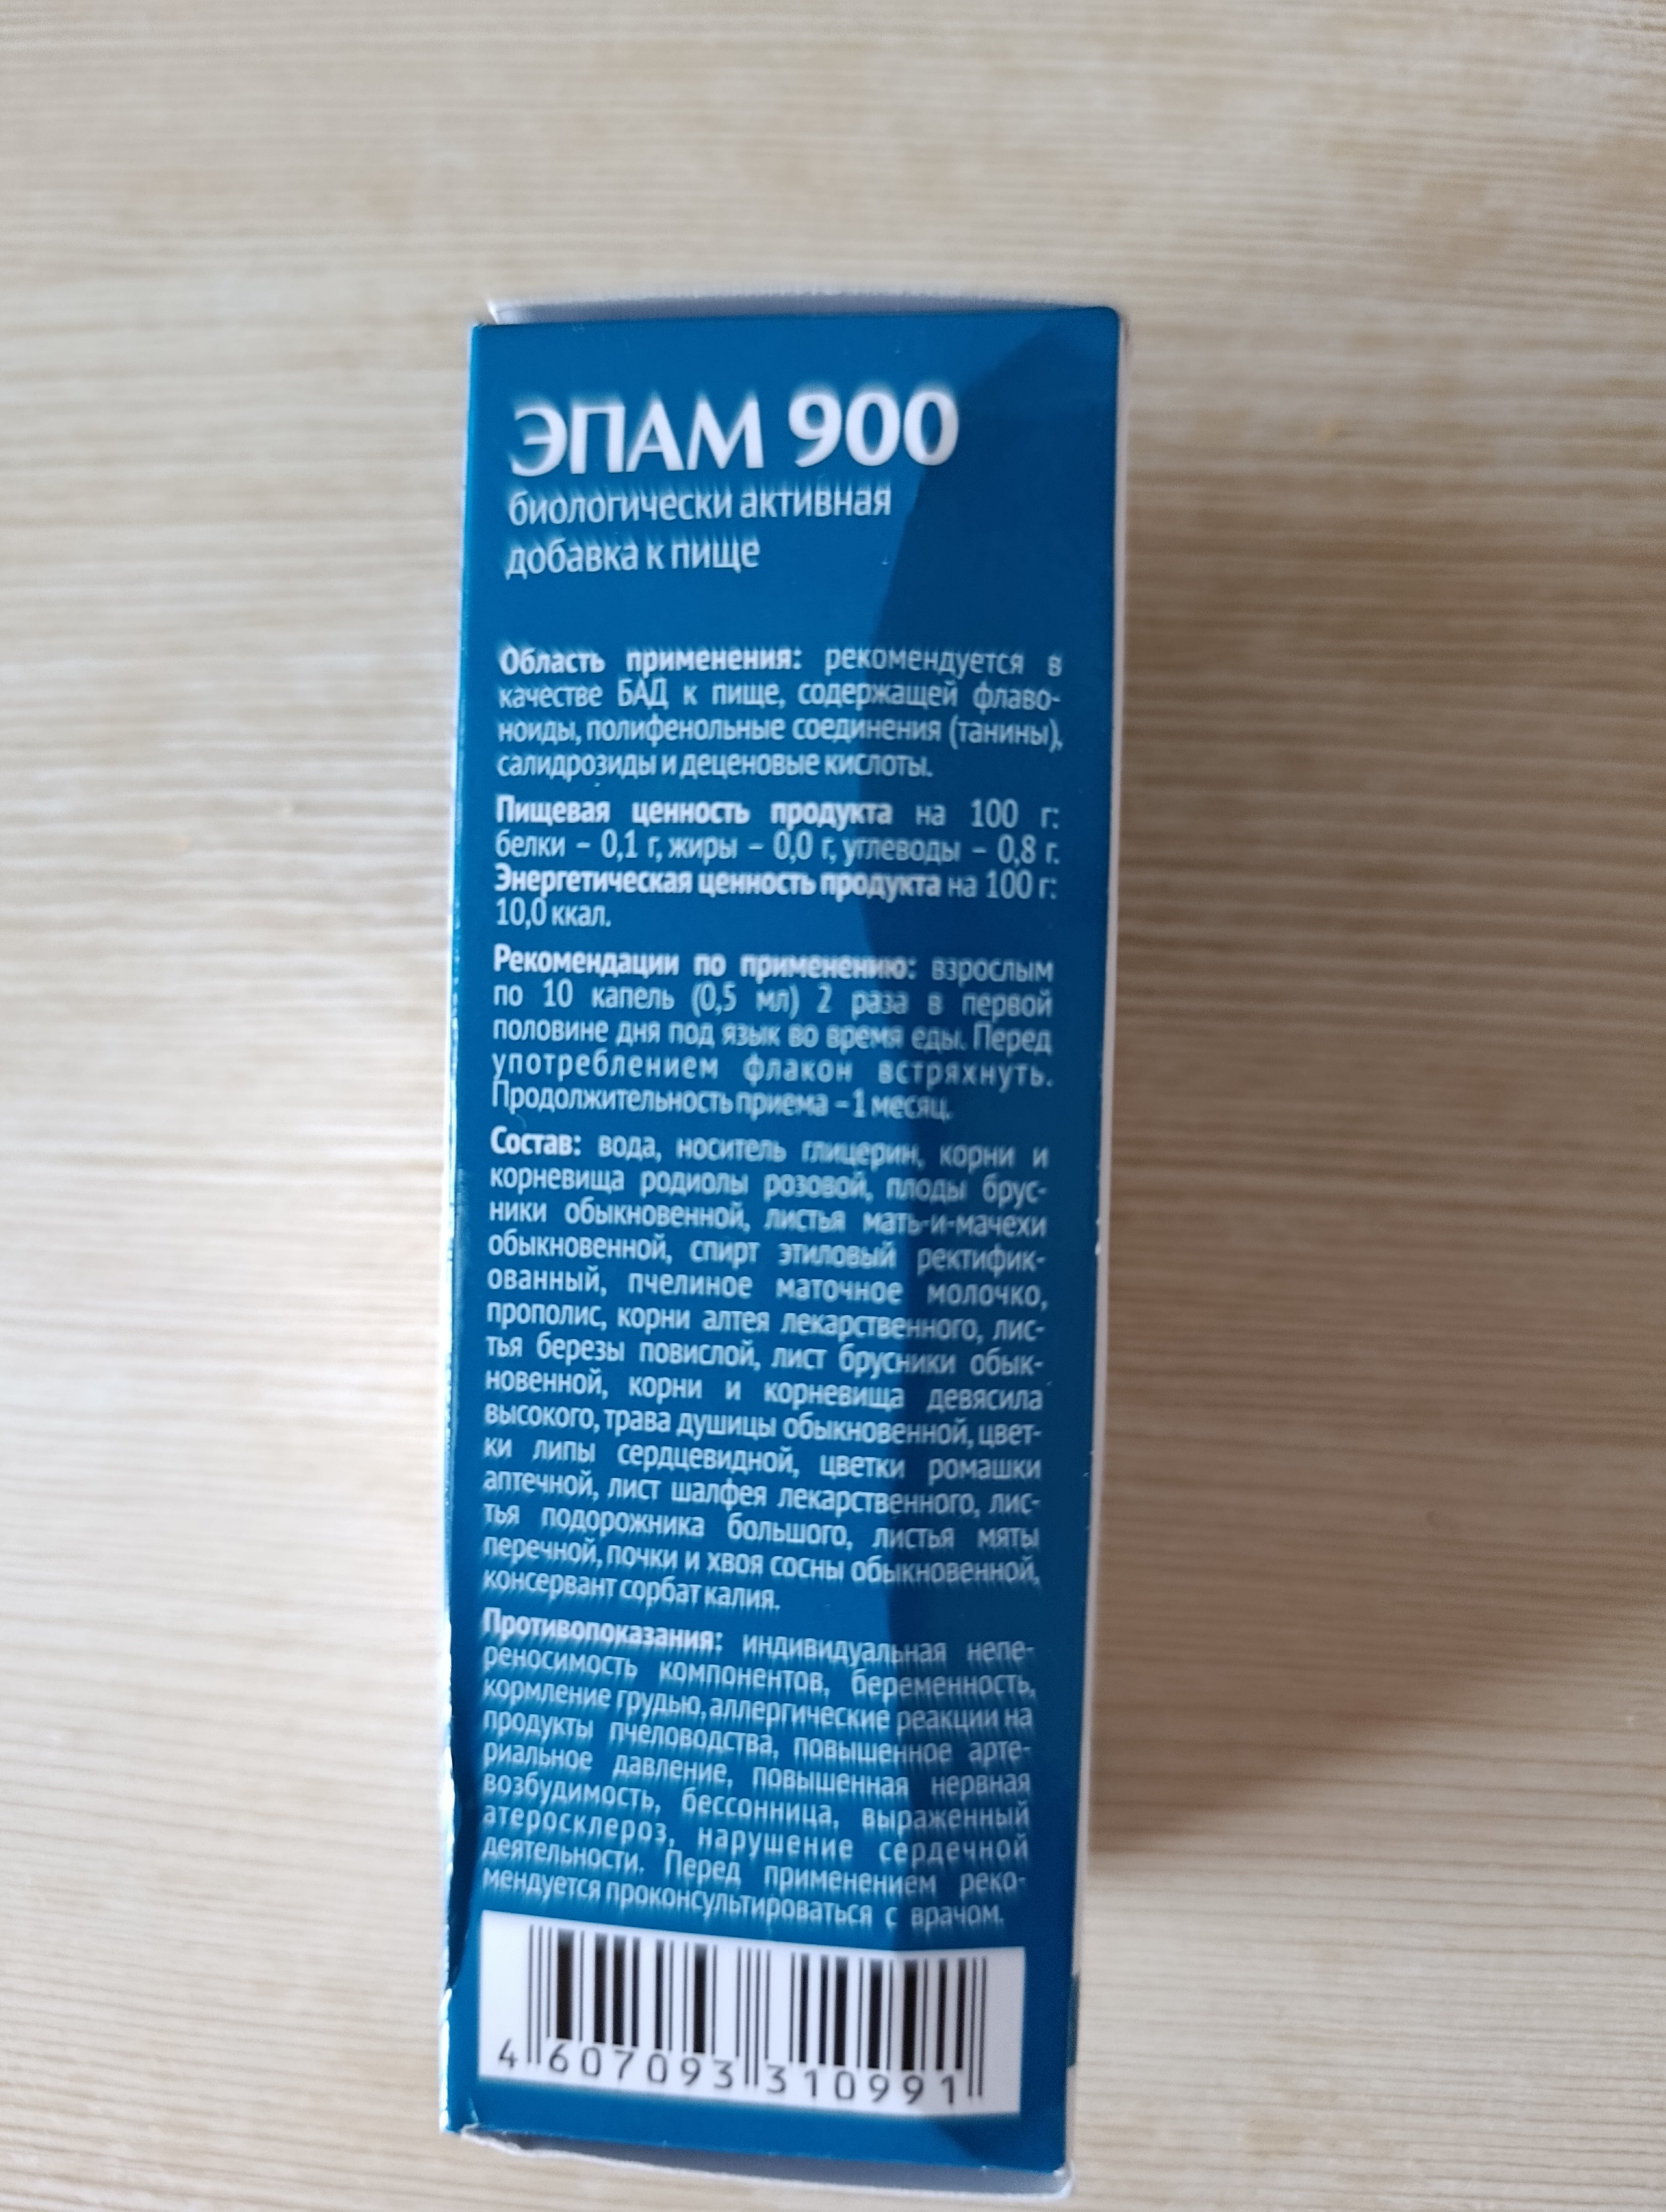 ЭПАМ 900
биологически активная
добавка к пище
Область применения: рекомендуется в
качестве БАД к пище, содержащей флаво-
ноиды, полифенольные соединения (танины),
салидрозиды и деценовые кислоты.
Пищевая ценность продукта на 100 г:
белки – 0,1 г, жиры – 0,0 г, углеводы – 0,8 г.
Энергетическая ценность продукта на 100 г:
10,0 ккал.
Рекомендации по применению: взрослым
по 10 капель (0,5 мл) 2 раза в первой
половине дня под язык во время еды. Перед
употреблением флакон встряхнуть.
Продолжительность приема – 1 месяц.
Состав: вода, носитель глицерин, корни и
корневища родиолы розовой, плоды брус-
ники обыкновенной, листья мать-и-мачехи
обыкновенной, спирт этиловый ректифик-
ованный, пчелиное маточное молочко,
прополис, корни алтея лекарственного, лис-
тья березы повислой, лист брусники обык-
новенной, корни и корневища девясила
высокого, трава душицы обыкновенной, цвет-
ки липы сердцевидной, цветки ромашки
аптечной, лист шалфея лекарственного, лис-
тья подорожника большого, листья мяты
перечной, почки и хвоя сосны обыкновенной,
консервант сорбат калия.
Противопоказания: индивидуальная непе-
реносимость компонентов, беременность,
кормление грудью, аллергические реакции на
продукты пчеловодства, повышенное арте-
риальное давление, повышенная нервная
возбудимость, бессонница, выраженный
атеросклероз, нарушение сердечной
деятельности. Перед применением реко-
мендуется проконсультироваться с врачом.
4 607093 310991